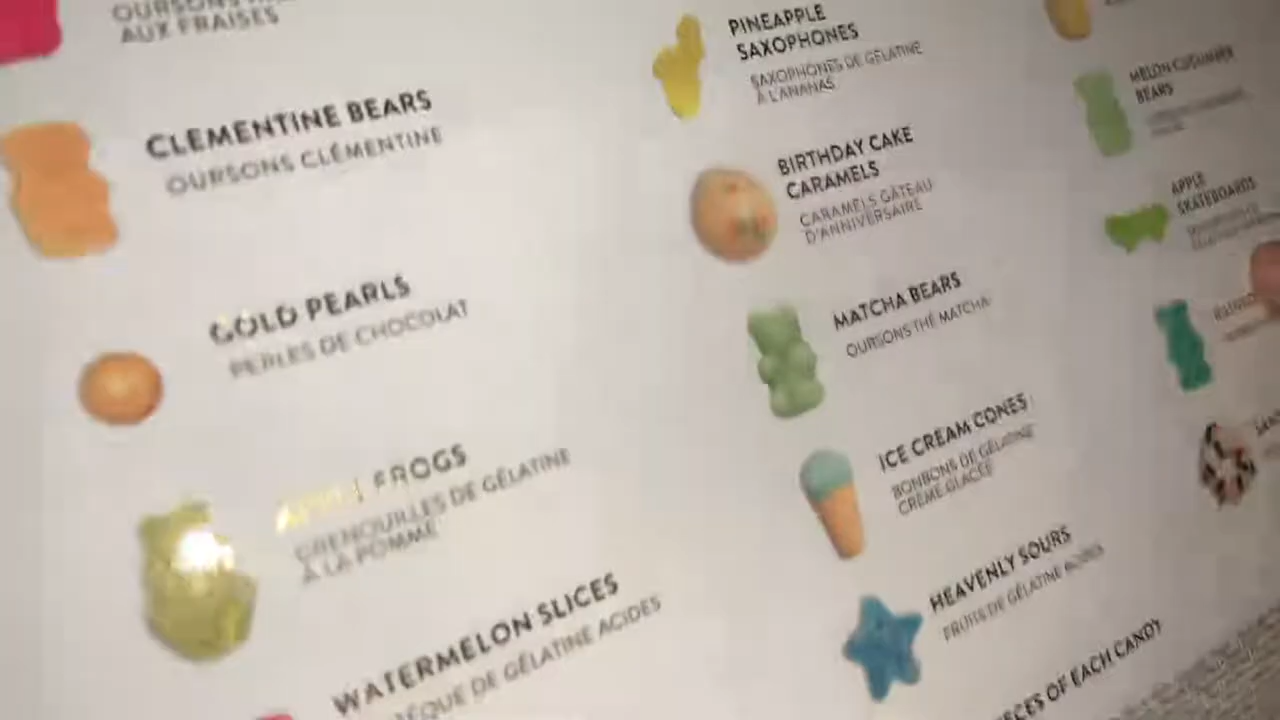 AUX FRAISES
CLEMENTINE BEARS
OURSONS CLÉMENTINE
GOLD PEARLS
PERLES DE CHOCOLAT
FROGS
GRENOUILLES DE GÉLATINE
À LA POMME
WATERMELON SLICES
DE GÉLATINE ACIDES
PINEAPPLE
SAXOPHONES
SAXOPHONES DE GÉLATINE
À L'ANANAS
BIRTHDAY CAKE
CARAMELS
CARAMELS GÂTEAU
D'ANNIVERSAIRE
MATCHA BEARS
OURSONS THÉ MATCHA
ICE CREAM CONES
BONBONS DE GÉLATINE
CRÈME GLACÉE
HEAVENLY SOURS
FRUITS DE GÉLATINE ACIDES
OF EACH CANDY
MELON CUCUMBER
BEARS
APPLE
SKATEBOARDS